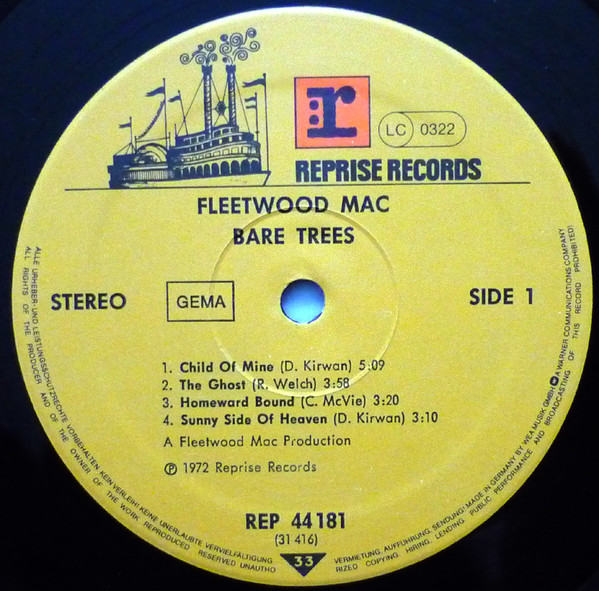 r
LC 0322
REPRISE RECORDS
FLEETWOOD MAC
BARE TREES
STEREO
GEMA
SIDE 1
1. Child Of Mine (D. Kirwan) 5:09
2. The Ghost (R. Welch) 3:58
3. Homeward Bound (C. McVie) 3:20
4. Sunny Side Of Heaven (D. Kirwan) 3:10
A Fleetwood Mac Production
Ⓟ 1972 Reprise Records
REP 44 181
(31 416)
33
ALLE URHEBER- UND LEISTUNGSSCHUTZRECHTE VORBEHALTEN KEIN VERLEIH! KEINE UNERLAUBTE VERVIELFÄLTIGUNG VERMIETUNG, AUFFÜHRUNG, SENDUNG! MADE IN GERMANY BY WEA MUSIK GMBH A WARNER COMMUNICATIONS COMPANY
ALL RIGHTS OF THE PRODUCER AND OF THE OWNER OF THE WORK REPRODUCED RESERVED UNAUTHORIZED COPYING, HIRING, LENDING, PUBLIC PERFORMANCE AND BROADCASTING OF THIS RECORD PROHIBITED!